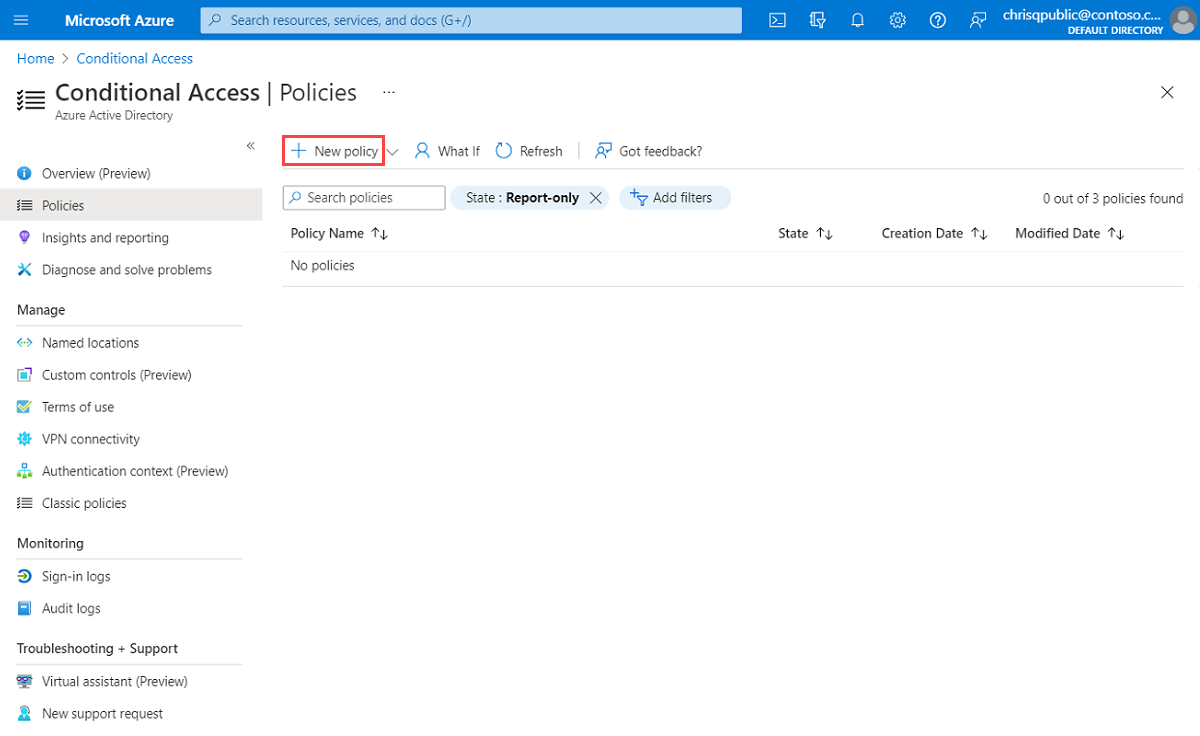 Microsoft Azure
Search resources, services, and docs (G+/)
chrisqpublic@contoso.c...
DEFAULT DIRECTORY
Home > Conditional Access
Conditional Access | Policies ...
Azure Active Directory
«
New policy
What If
Refresh
Got feedback?
Overview (Preview)
Policies
Insights and reporting
Diagnose and solve problems
Manage
Named locations
Custom controls (Preview)
Terms of use
VPN connectivity
Authentication context (Preview)
Classic policies
Monitoring
Sign-in logs
Audit logs
Troubleshooting + Support
Virtual assistant (Preview)
New support request
Search policies
State : Report-only
Add filters
0 out of 3 policies found
Policy Name
State
Creation Date
Modified Date
No policies